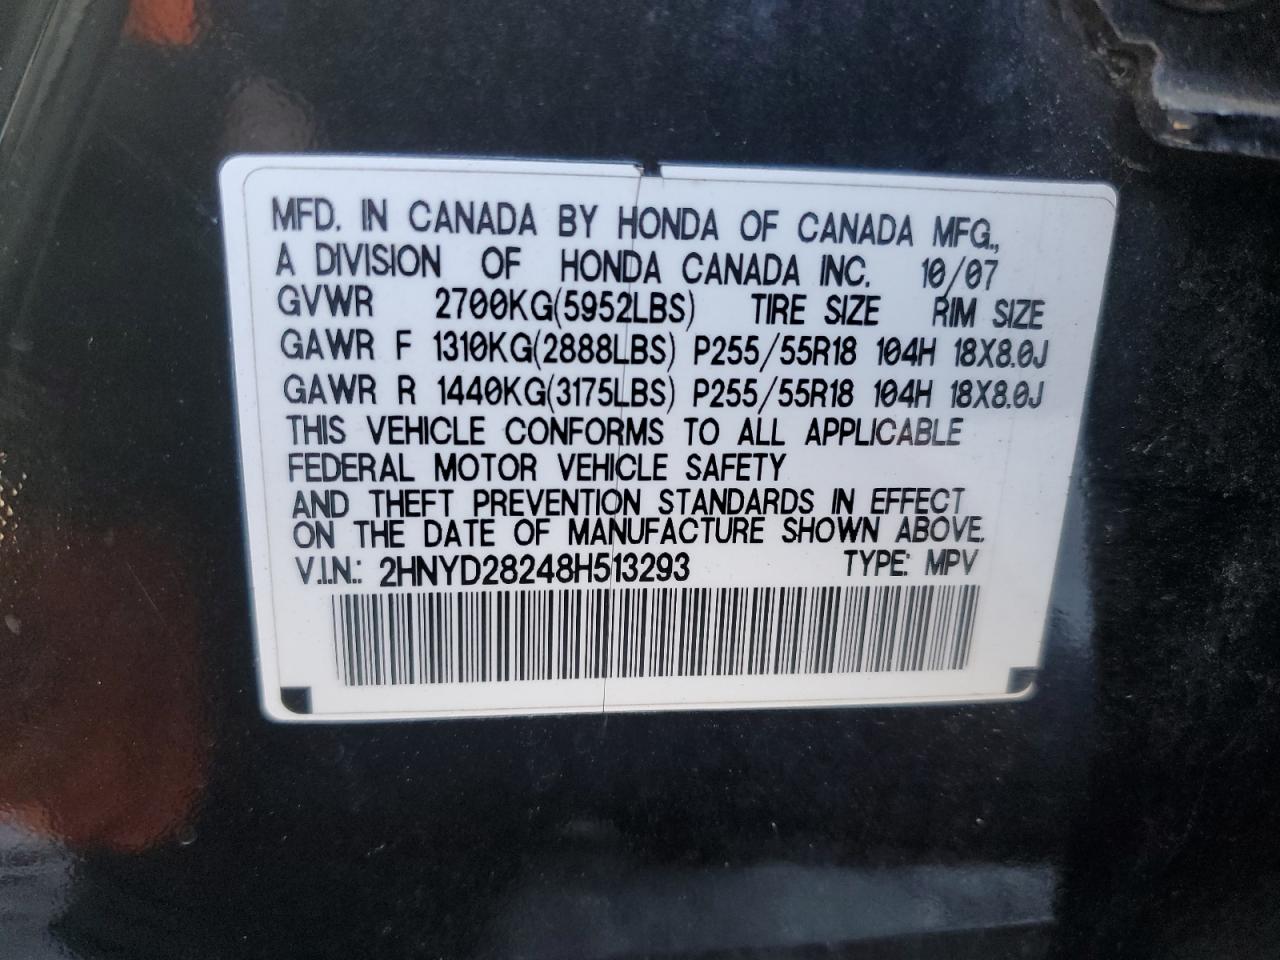 MFD. IN CANADA BY HONDA OF CANADA MFG.,
A DIVISION OF HONDA CANADA INC. 10/07
GVWR 2700KG(5952LBS) TIRE SIZE RIM SIZE
GAWR F 1310KG(2888LBS) P255/55R18 104H 18X8.0J
GAWR R 1440KG(3175LBS) P255/55R18 104H 18X8.0J
THIS VEHICLE CONFORMS TO ALL APPLICABLE
FEDERAL MOTOR VEHICLE SAFETY
AND THEFT PREVENTION STANDARDS IN EFFECT
ON THE DATE OF MANUFACTURE SHOWN ABOVE.
V.I.N.: 2HNYD28248H513293 TYPE: MPV